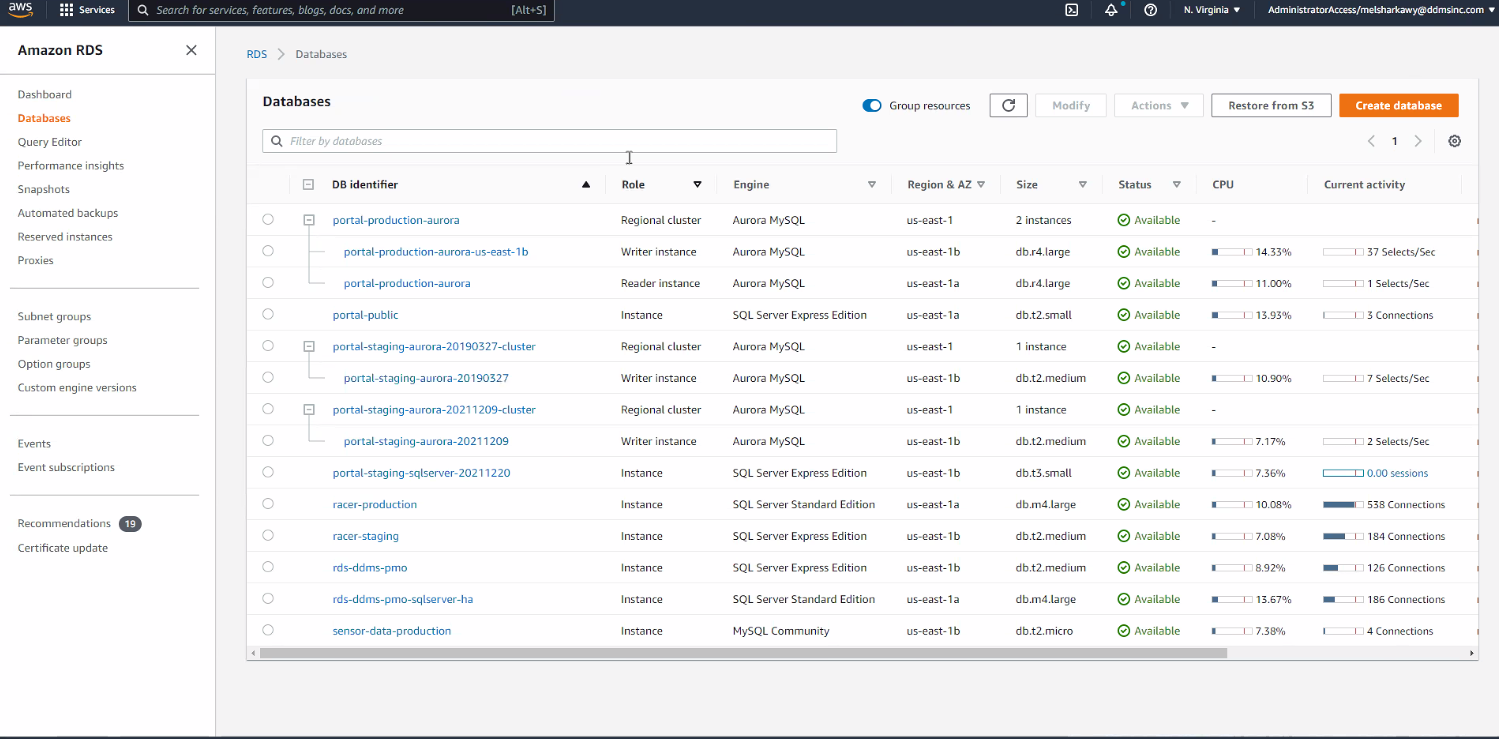 aws Services Search for services, features, blogs, docs, and more [Alt+S] N. Virginia AdministratorAccess/melsharkawy@ddmsinc.com
Amazon RDS
Dashboard
Databases
Query Editor
Performance insights
Snapshots
Automated backups
Reserved instances
Proxies
Subnet groups
Parameter groups
Option groups
Custom engine versions
Events
Event subscriptions
Recommendations 19
Certificate update
RDS Databases
Databases Group resources Modify Actions Restore from S3 Create database
Filter by databases 1
DB identifier Role Engine Region & AZ Size Status CPU Current activity
portal-production-aurora Regional cluster Aurora MySQL us-east-1 2 instances Available -
portal-production-aurora-us-east-1b Writer instance Aurora MySQL us-east-1b db.r4.large Available 14.33% 37 Selects/Sec
portal-production-aurora Reader instance Aurora MySQL us-east-1a db.r4.large Available 11.00% 1 Selects/Sec
portal-public Instance SQL Server Express Edition us-east-1a db.t2.small Available 13.93% 3 Connections
portal-staging-aurora-20190327-cluster Regional cluster Aurora MySQL us-east-1 1 instance Available -
portal-staging-aurora-20190327 Writer instance Aurora MySQL us-east-1b db.t2.medium Available 10.90% 7 Selects/Sec
portal-staging-aurora-20211209-cluster Regional cluster Aurora MySQL us-east-1 1 instance Available -
portal-staging-aurora-20211209 Writer instance Aurora MySQL us-east-1b db.t2.medium Available 7.17% 2 Selects/Sec
portal-staging-sqlserver-20211220 Instance SQL Server Express Edition us-east-1b db.t3.small Available 7.36% 0.00 sessions
racer-production Instance SQL Server Standard Edition us-east-1a db.m4.large Available 10.08% 538 Connections
racer-staging Instance SQL Server Express Edition us-east-1b db.t2.medium Available 7.08% 184 Connections
rds-ddms-pmo Instance SQL Server Express Edition us-east-1b db.t2.medium Available 8.92% 126 Connections
rds-ddms-pmo-sqlserver-ha Instance SQL Server Standard Edition us-east-1a db.m4.large Available 13.67% 186 Connections
sensor-data-production Instance MySQL Community us-east-1b db.t2.micro Available 7.38% 4 Connections